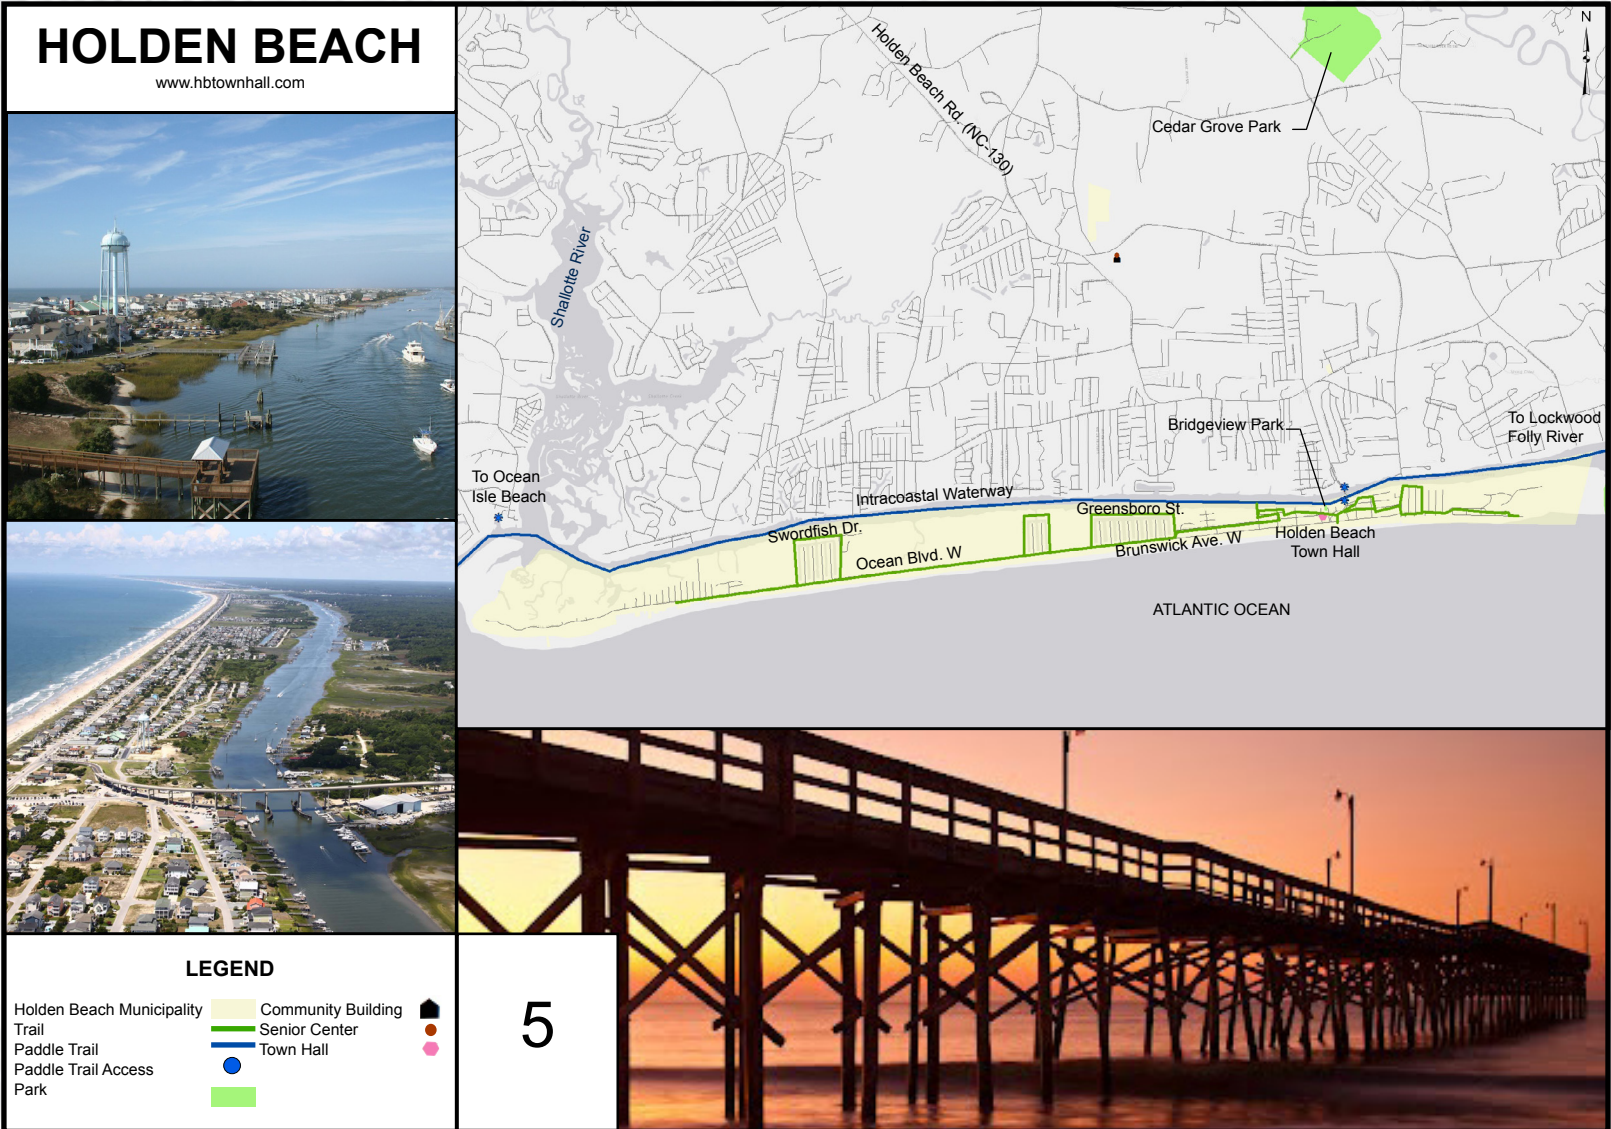 HOLDEN BEACH
www.hbtownhall.com
N
Holden Beach Rd. (NC-130)
Cedar Grove Park
Shallotte River
Bridgeview Park
To Lockwood
Folly River
To Ocean
Isle Beach
Intracoastal Waterway
Greensboro St.
Swordfish Dr.
Ocean Blvd. W
Brunswick Ave. W
Holden Beach
Town Hall
ATLANTIC OCEAN
LEGEND
Holden Beach Municipality
Trail
Paddle Trail
Paddle Trail Access
Park
Community Building
Senior Center
Town Hall
5